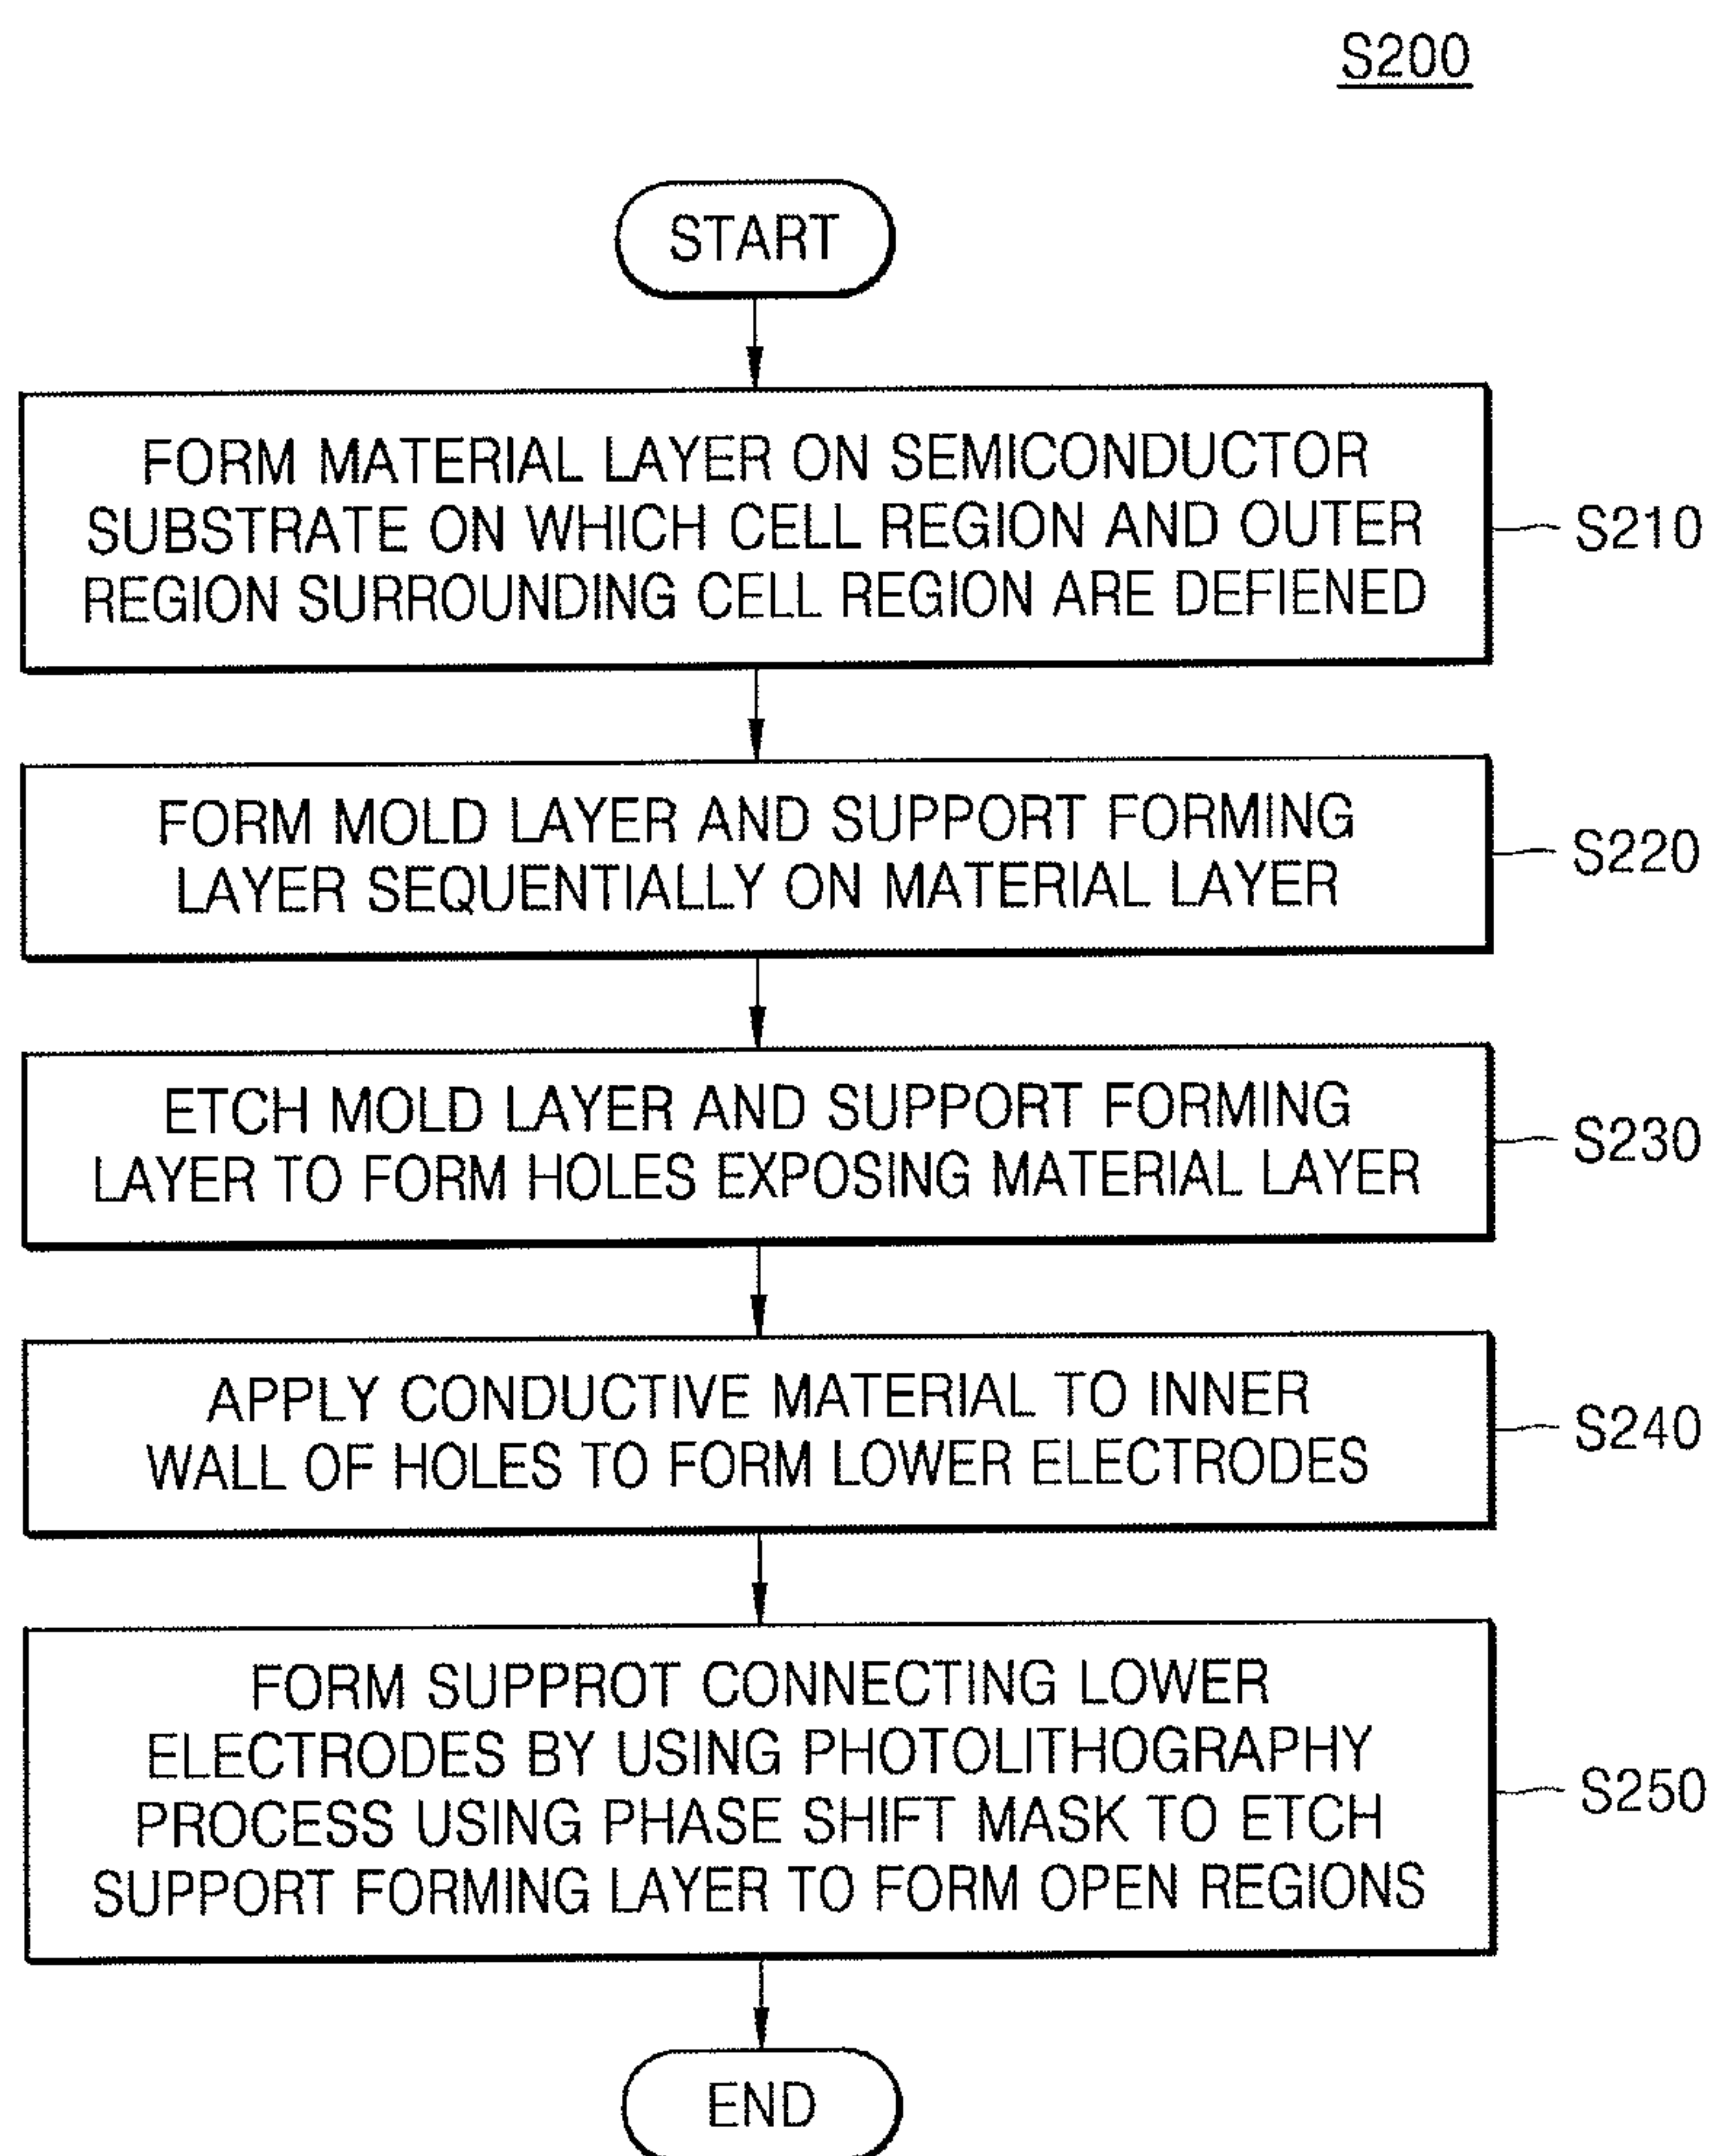 S200
START
FORM MATERIAL LAYER ON SEMICONDUCTOR
SUBSTRATE ON WHICH CELL REGION AND OUTER
REGION SURROUNDING CELL REGION ARE DEFIENED
S210
FORM MOLD LAYER AND SUPPORT FORMING
LAYER SEQUENTIALLY ON MATERIAL LAYER
S220
ETCH MOLD LAYER AND SUPPORT FORMING
LAYER TO FORM HOLES EXPOSING MATERIAL LAYER
S230
APPLY CONDUCTIVE MATERIAL TO INNER
WALL OF HOLES TO FORM LOWER ELECTRODES
S240
FORM SUPPROT CONNECTING LOWER
ELECTRODES BY USING PHOTOLITHOGRAPHY
PROCESS USING PHASE SHIFT MASK TO ETCH
SUPPORT FORMING LAYER TO FORM OPEN REGIONS
S250
END